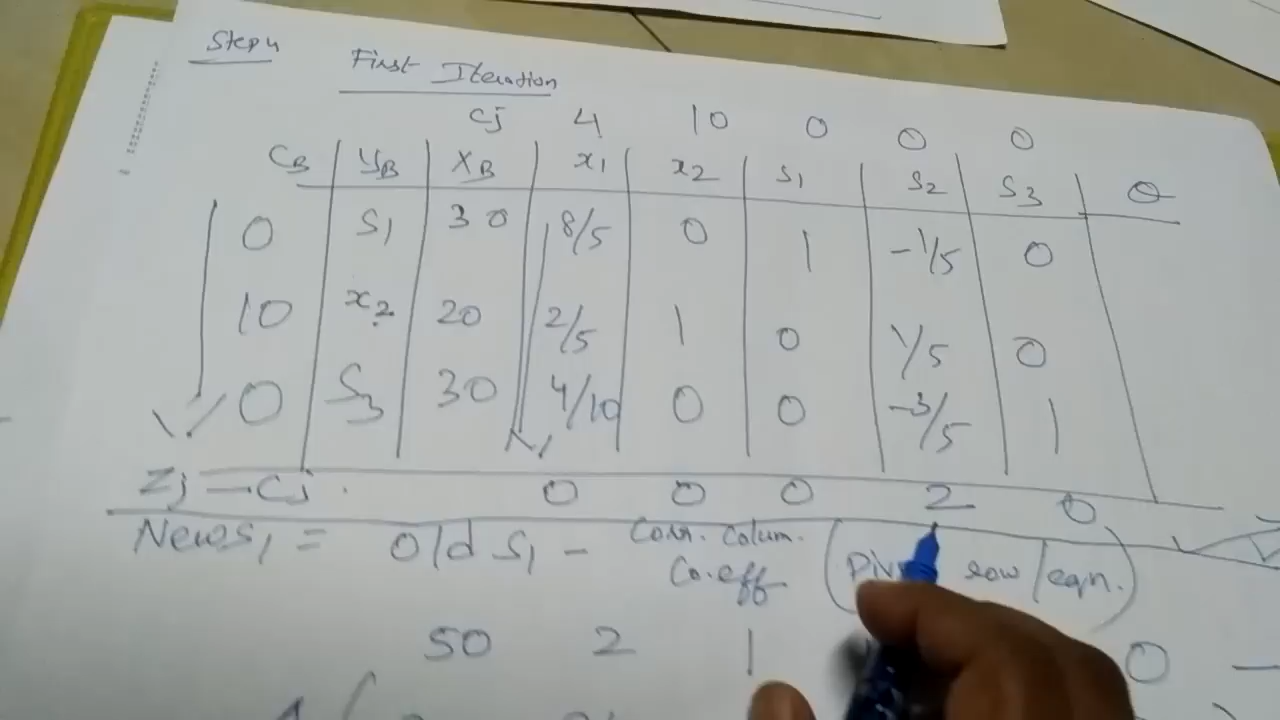 Step 4
First Iteration
Cj 4 10 0 0 0
CB YB XB x1 x2 s1 s2 s3 θ
0 S1 30 8/5 0 1 -1/5 0
10 x2 20 2/5 1 0 1/5 0
0 S3 30 4/10 0 0 -3/5 1
Zj - Cj 0 0 0 2 0
New s1 = Old s1 - Corr. Colum. Co.eff ( row/eqn.)
50 2 1 0 -